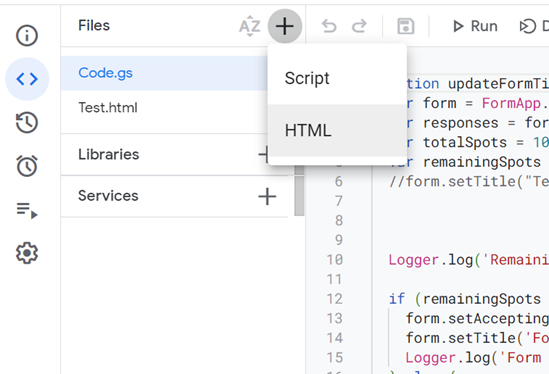 Files
AZ
Run
D
Code.gs
Test.html
Libraries
Services
Script
HTML
tion updateFormTi
r form = FormApp.
r responses = for
r totalSpots = 10
var remainingSpots
6 //form.setTitle("Te
7
8
9
10 Logger.log('Remaini
11
12 if (remainingSpots
13 form.setAccepting
14 form.setTitle('Fo
15 Logger.log('Form